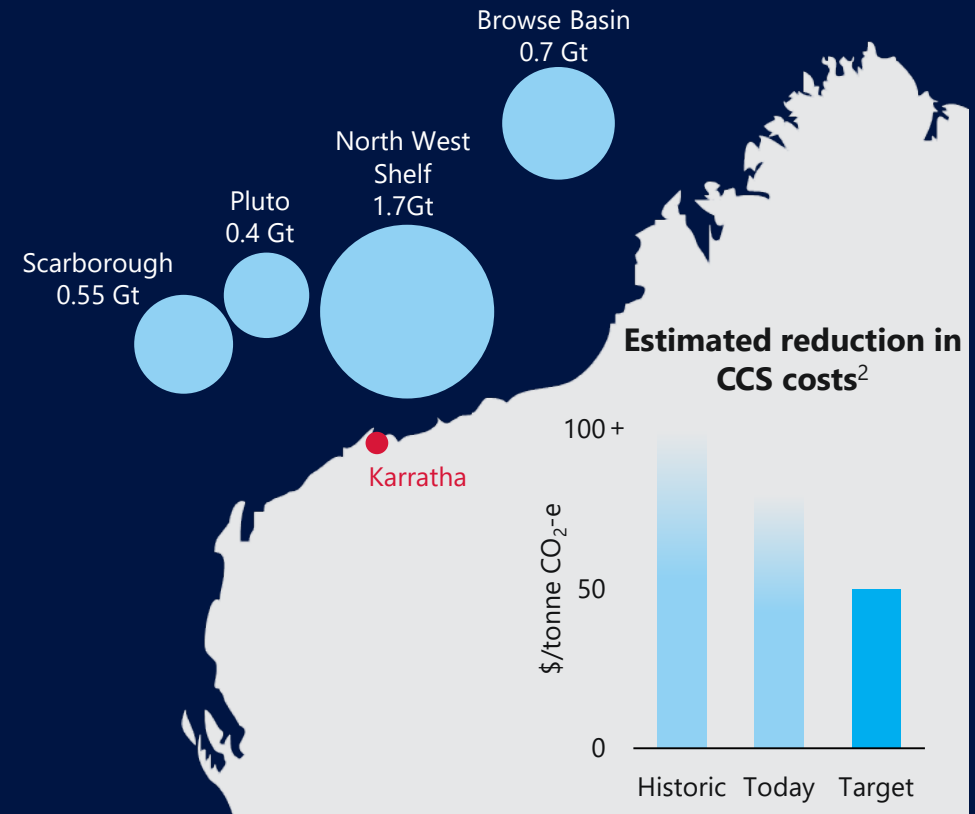 Browse Basin
0.7 Gt
North West
Shelf
1.7Gt
Pluto
0.4 Gt
Scarborough
0.55 Gt
Karratha
Estimated reduction in
CCS costs²
100+
50
0
$/tonne CO₂-e
Historic Today Target